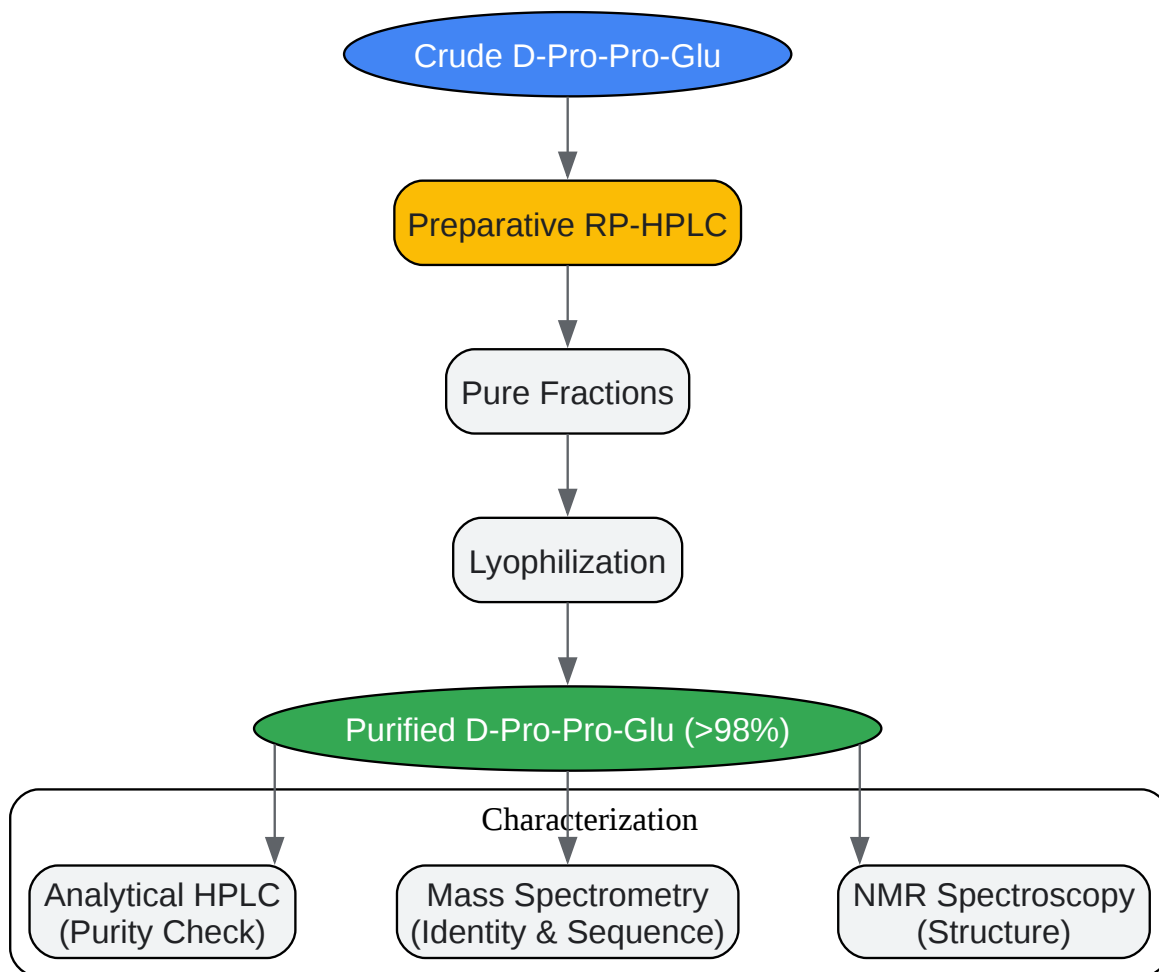 Crude D-Pro-Pro-Glu
Preparative RP-HPLC
Pure Fractions
Lyophilization
Purified D-Pro-Pro-Glu (>98%)
Characterization
Analytical HPLC
(Purity Check)
Mass Spectrometry
(Identity & Sequence)
NMR Spectroscopy
(Structure)